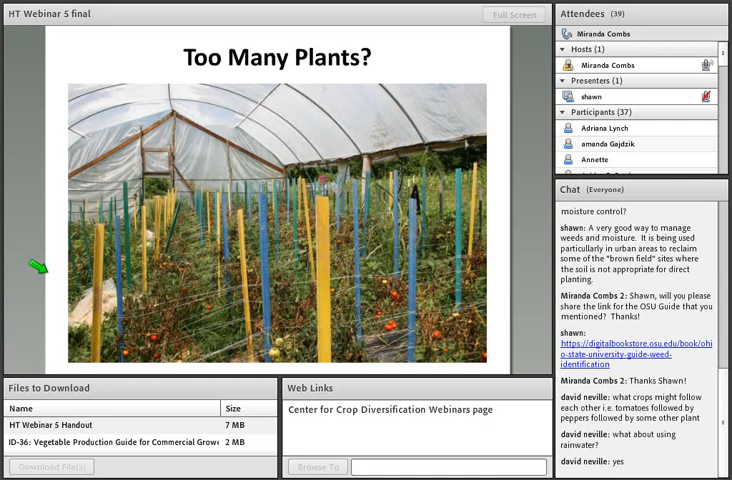 HT Webinar 5 final
Full Screen
Too Many Plants?
Files to Download
Name
Size
HT Webinar 5 Handout
7 MB
ID-36: Vegetable Production Guide for Commercial Growe
2 MB
Download File(s)
Web Links
Center for Crop Diversification Webinars page
Browse To
Attendees (39)
Miranda Combs
Hosts (1)
Miranda Combs
Presenters (1)
shawn
Participants (37)
Adriana Lynch
amanda Gajdzik
Annette
Chat (Everyone)
moisture control?
shawn: A very good way to manage
weeds and moisture. It is being used
particullarly in urban areas to reclaim
some of the "brown field" sites where
the soil is not appropriate for direct
planting.
Miranda Combs 2: Shawn, will you please
share the link for the OSU Guide that you
mentioned? Thanks!
shawn:
https://digitalbookstore.osu.edu/book/ohi
o-state-university-guide-weed-
identification
Miranda Combs 2: Thanks Shawn!
david neville: what crops might follow
each other i.e. tomatoes followed by
peppers followed by some other plant
david neville: what about using
rainwater?
david neville: yes